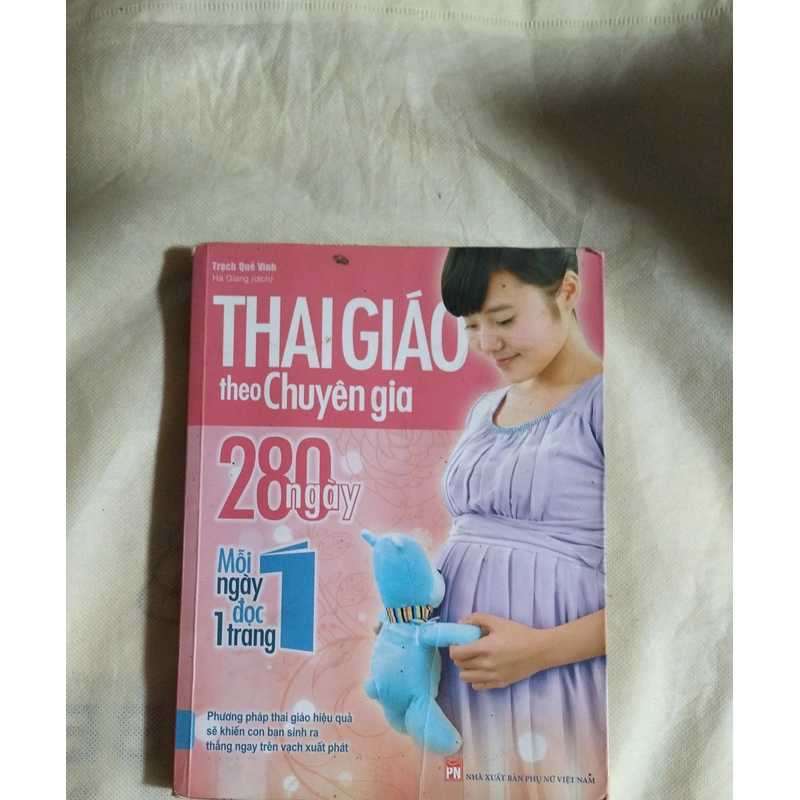 Trạch Quế Vinh
Hà Giang (dịch)
THAI GIÁO
theo Chuyên gia
280 ngày
Mỗi
ngày
đọc
1 trang
1
Phương pháp thai giáo hiệu quả
sẽ khiến con bạn sinh ra
thắng ngay trên vạch xuất phát
PN NHÀ XUẤT BẢN PHỤ NỮ VIỆT NAM